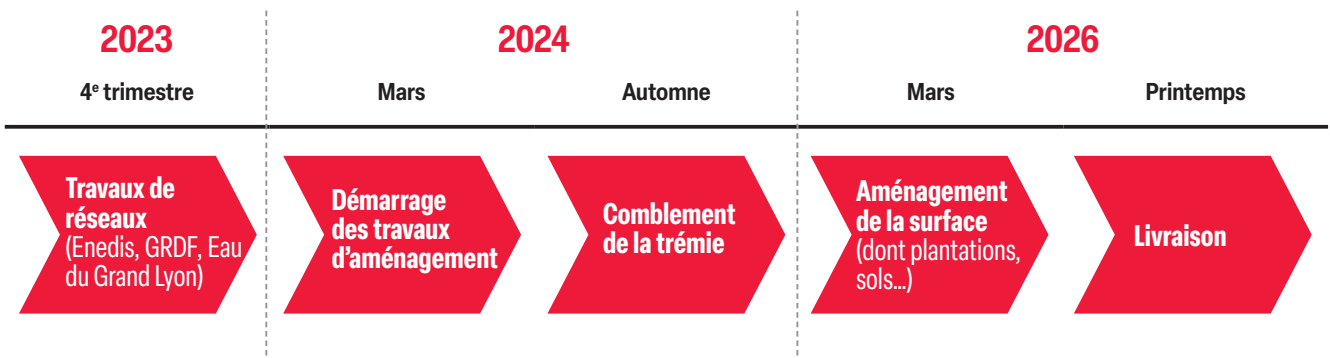 2023
2024
2026
4e trimestre
Mars
Automne
Mars
Printemps
Travaux de
réseaux
(Enedis, GRDF, Eau
du Grand Lyon)
Démarrage
des travaux
d’aménagement
Comblement
de la trémie
Aménagement
de la surface
(dont plantations,
sols...)
Livraison